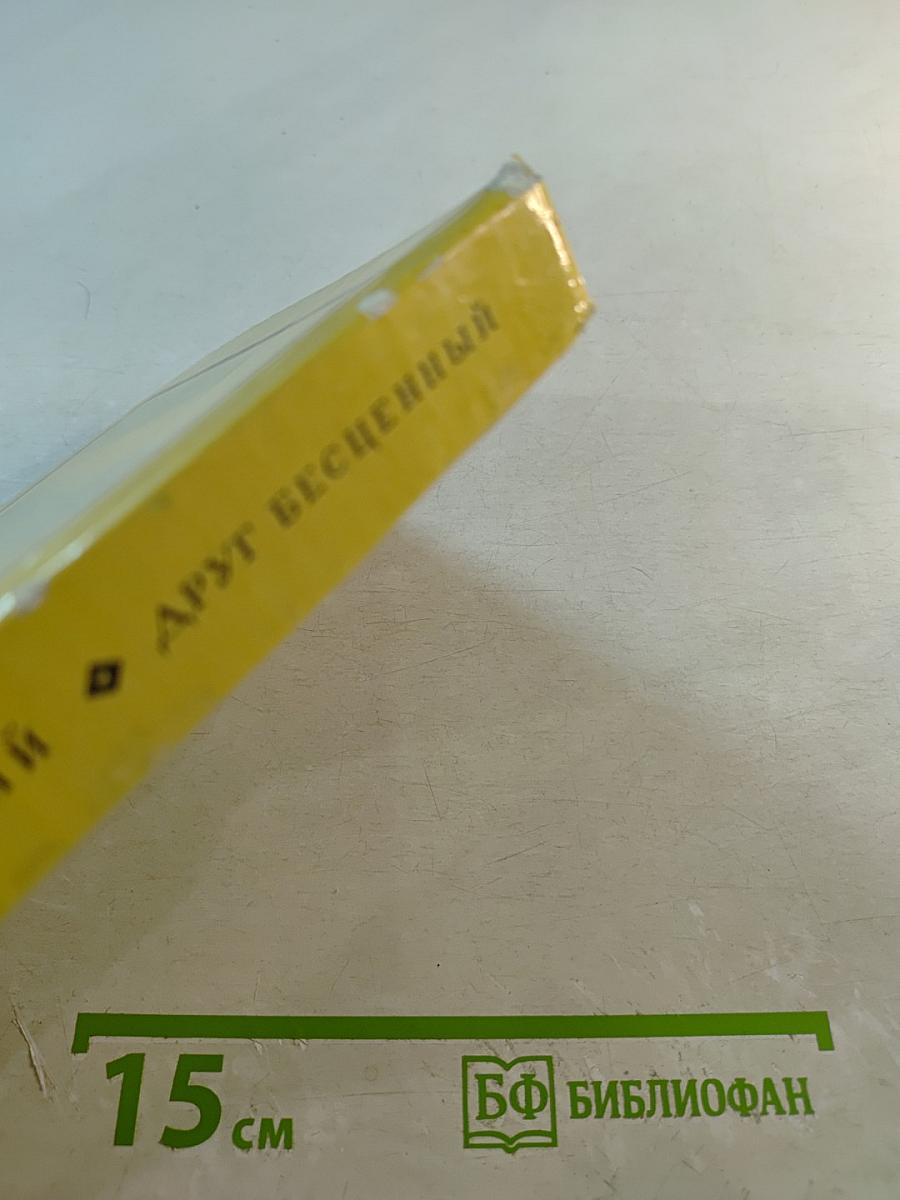 Й ◆ ДРУГ БЕСЦЕННЫЙ
15 см
БФ БИБЛИОФАН